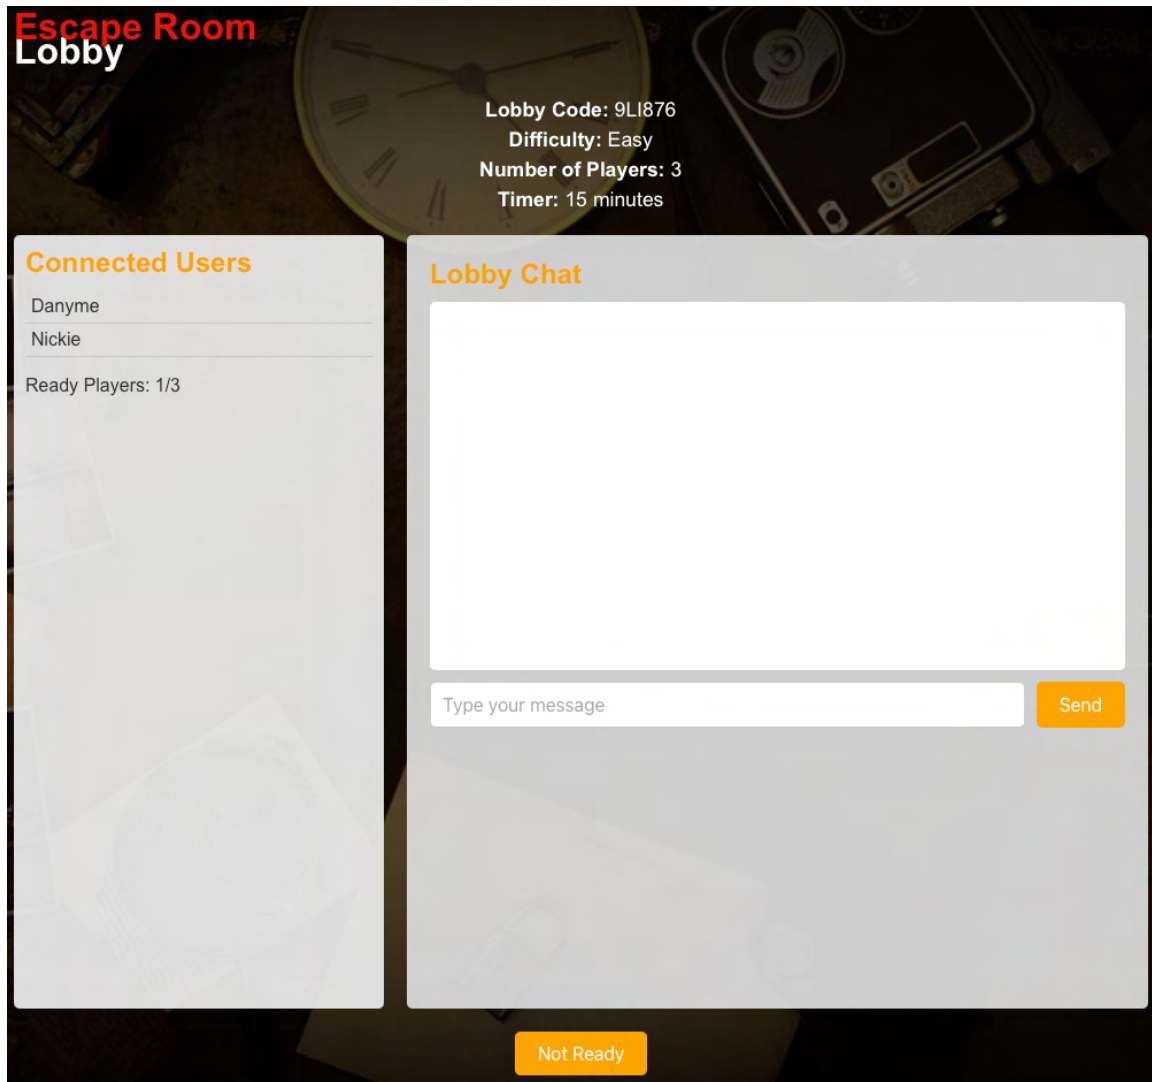 Escape Room
Lobby
Lobby Code: 9LI876
Difficulty: Easy
Number of Players: 3
Timer: 15 minutes
Connected Users
Danyme
Nickie
Ready Players: 1/3
Lobby Chat
Type your message
Send
Not Ready